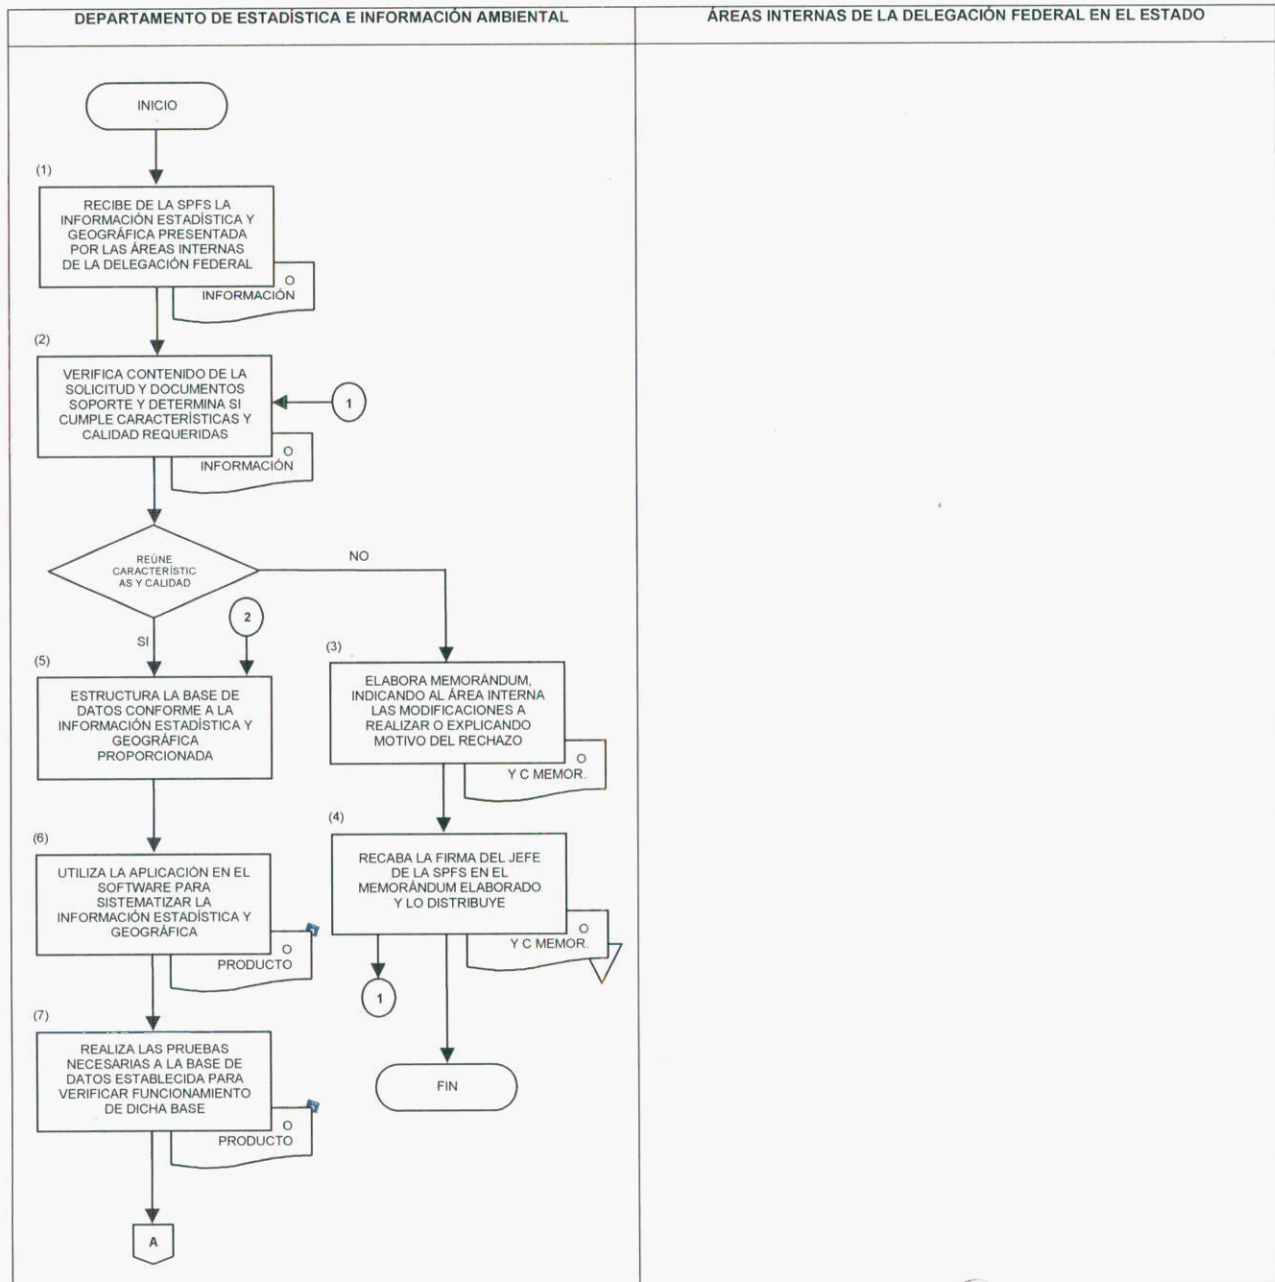 DEPARTAMENTO DE ESTADÍSTICA E INFORMACIÓN AMBIENTAL
ÁREAS INTERNAS DE LA DELEGACIÓN FEDERAL EN EL ESTADO
INICIO
(1)
RECIBE DE LA SPFS LA
INFORMACIÓN ESTADÍSTICA Y
GEOGRÁFICA PRESENTADA
POR LAS ÁREAS INTERNAS
DE LA DELEGACIÓN FEDERAL
O
INFORMACIÓN
(2)
VERIFICA CONTENIDO DE LA
SOLICITUD Y DOCUMENTOS
SOPORTE Y DETERMINA SI
CUMPLE CARACTERÍSTICAS Y
CALIDAD REQUERIDAS
1
O
INFORMACIÓN
REÚNE
CARACTERÍSTIC
AS Y CALIDAD
NO
SI
2
(5)
ESTRUCTURA LA BASE DE
DATOS CONFORME A LA
INFORMACIÓN ESTADÍSTICA Y
GEOGRÁFICA
PROPORCIONADA
(3)
ELABORA MEMORÁNDUM,
INDICANDO AL ÁREA INTERNA
LAS MODIFICACIONES A
REALIZAR O EXPLICANDO
MOTIVO DEL RECHAZO
O
Y C MEMOR.
(6)
UTILIZA LA APLICACIÓN EN EL
SOFTWARE PARA
SISTEMATIZAR LA
INFORMACIÓN ESTADÍSTICA Y
GEOGRÁFICA
O
PRODUCTO
(4)
RECABA LA FIRMA DEL JEFE
DE LA SPFS EN EL
MEMORÁNDUM ELABORADO
Y LO DISTRIBUYE
O
Y C MEMOR.
1
FIN
(7)
REALIZA LAS PRUEBAS
NECESARIAS A LA BASE DE
DATOS ESTABLECIDA PARA
VERIFICAR FUNCIONAMIENTO
DE DICHA BASE
O
PRODUCTO
A